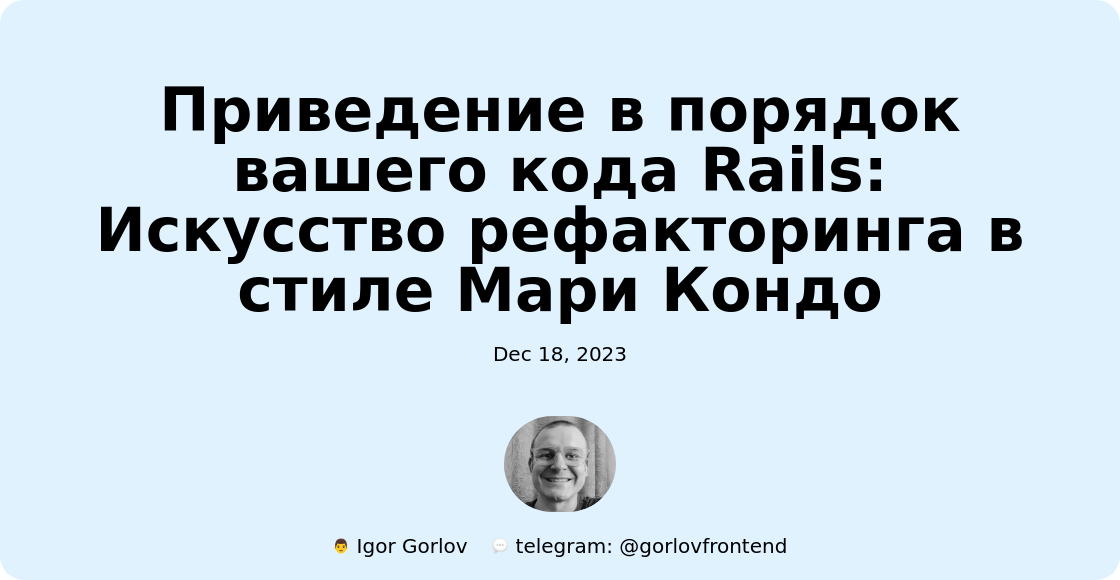 Приведение в порядок
вашего кода Rails:
Искусство рефакторинга в
стиле Мари Кондо
Dec 18, 2023
👨 Igor Gorlov 💬 telegram: @gorlovfrontend